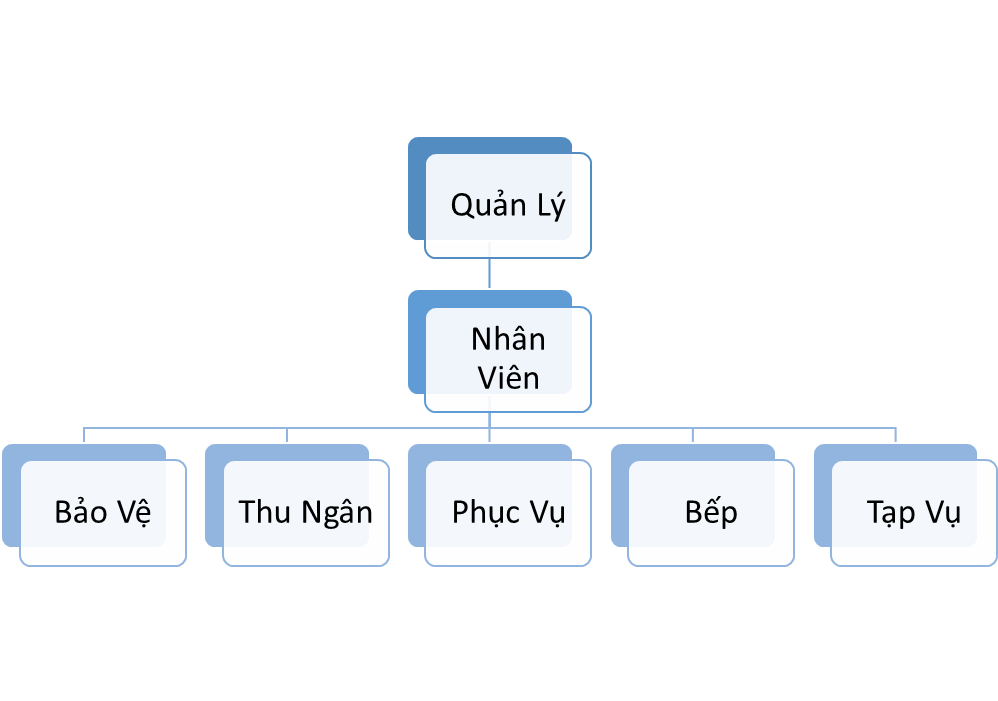 Quản Lý
Nhân
Viên
Bảo Vệ
Thu Ngân
Phục Vụ
Bếp
Tạp Vụ